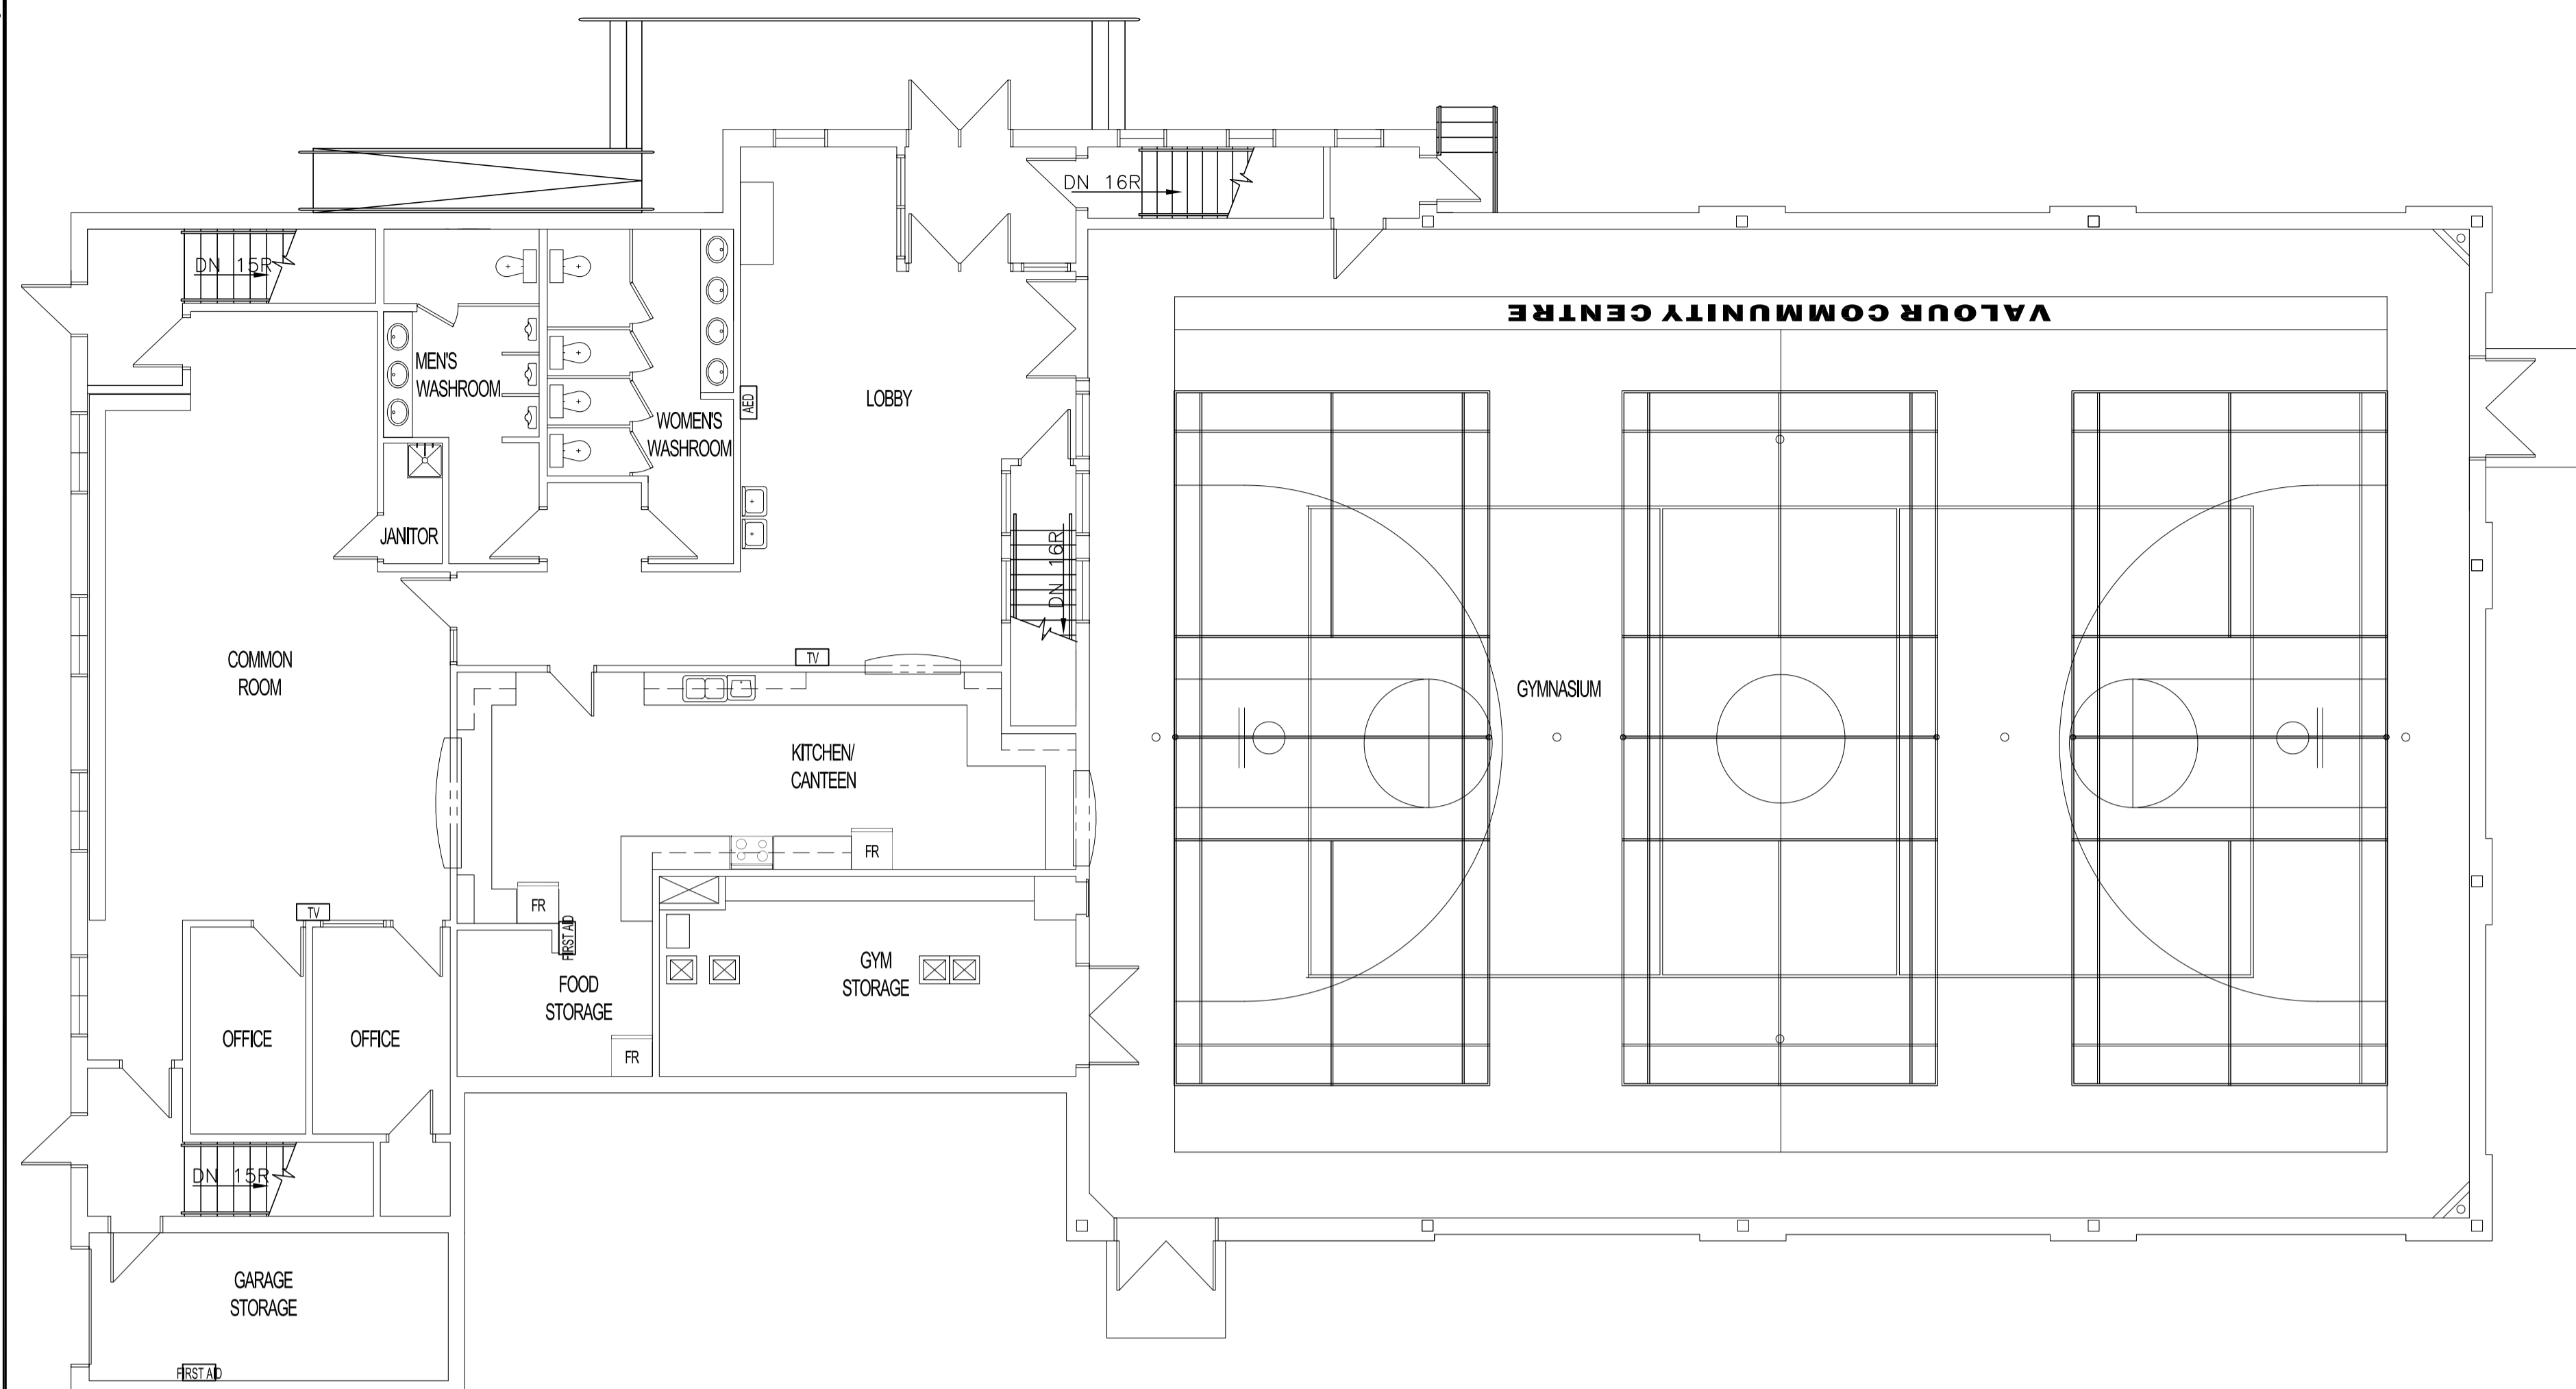 DN 16R
DN 15R
VALOUR COMMUNITY CENTRE
MEN'S
WASHROOM
LOBBY
AED
WOMEN'S
WASHROOM
JANITOR
DN 16R
COMMON
ROOM
TV
GYMNASIUM
KITCHEN/
CANTEEN
FR
FR
TV
FIRST AID
GYM
STORAGE
FOOD
STORAGE
OFFICE
OFFICE
FR
DN 15R
GARAGE
STORAGE
FIRST AID